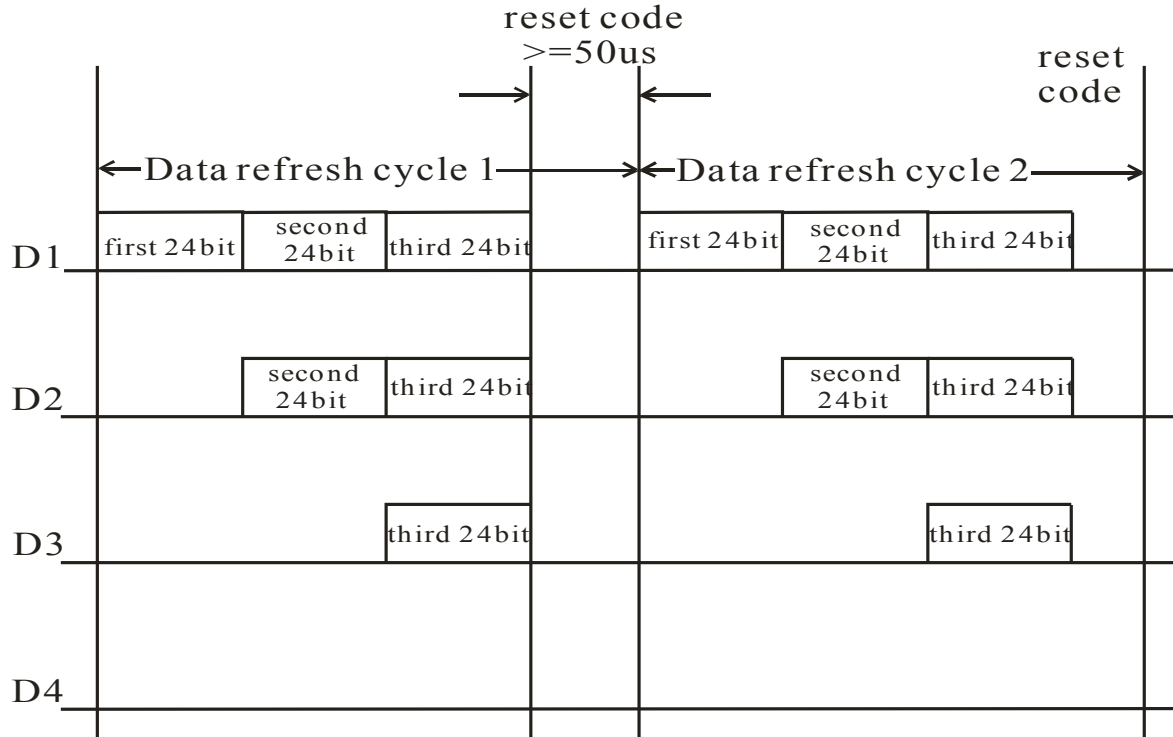 reset code
>=50us
reset
code
Data refresh cycle 1
Data refresh cycle 2
D1
first 24bit
second
24bit
third 24bit
first 24bit
second
24bit
third 24bit
D2
second
24bit
third 24bit
second
24bit
third 24bit
D3
third 24bit
third 24bit
D4